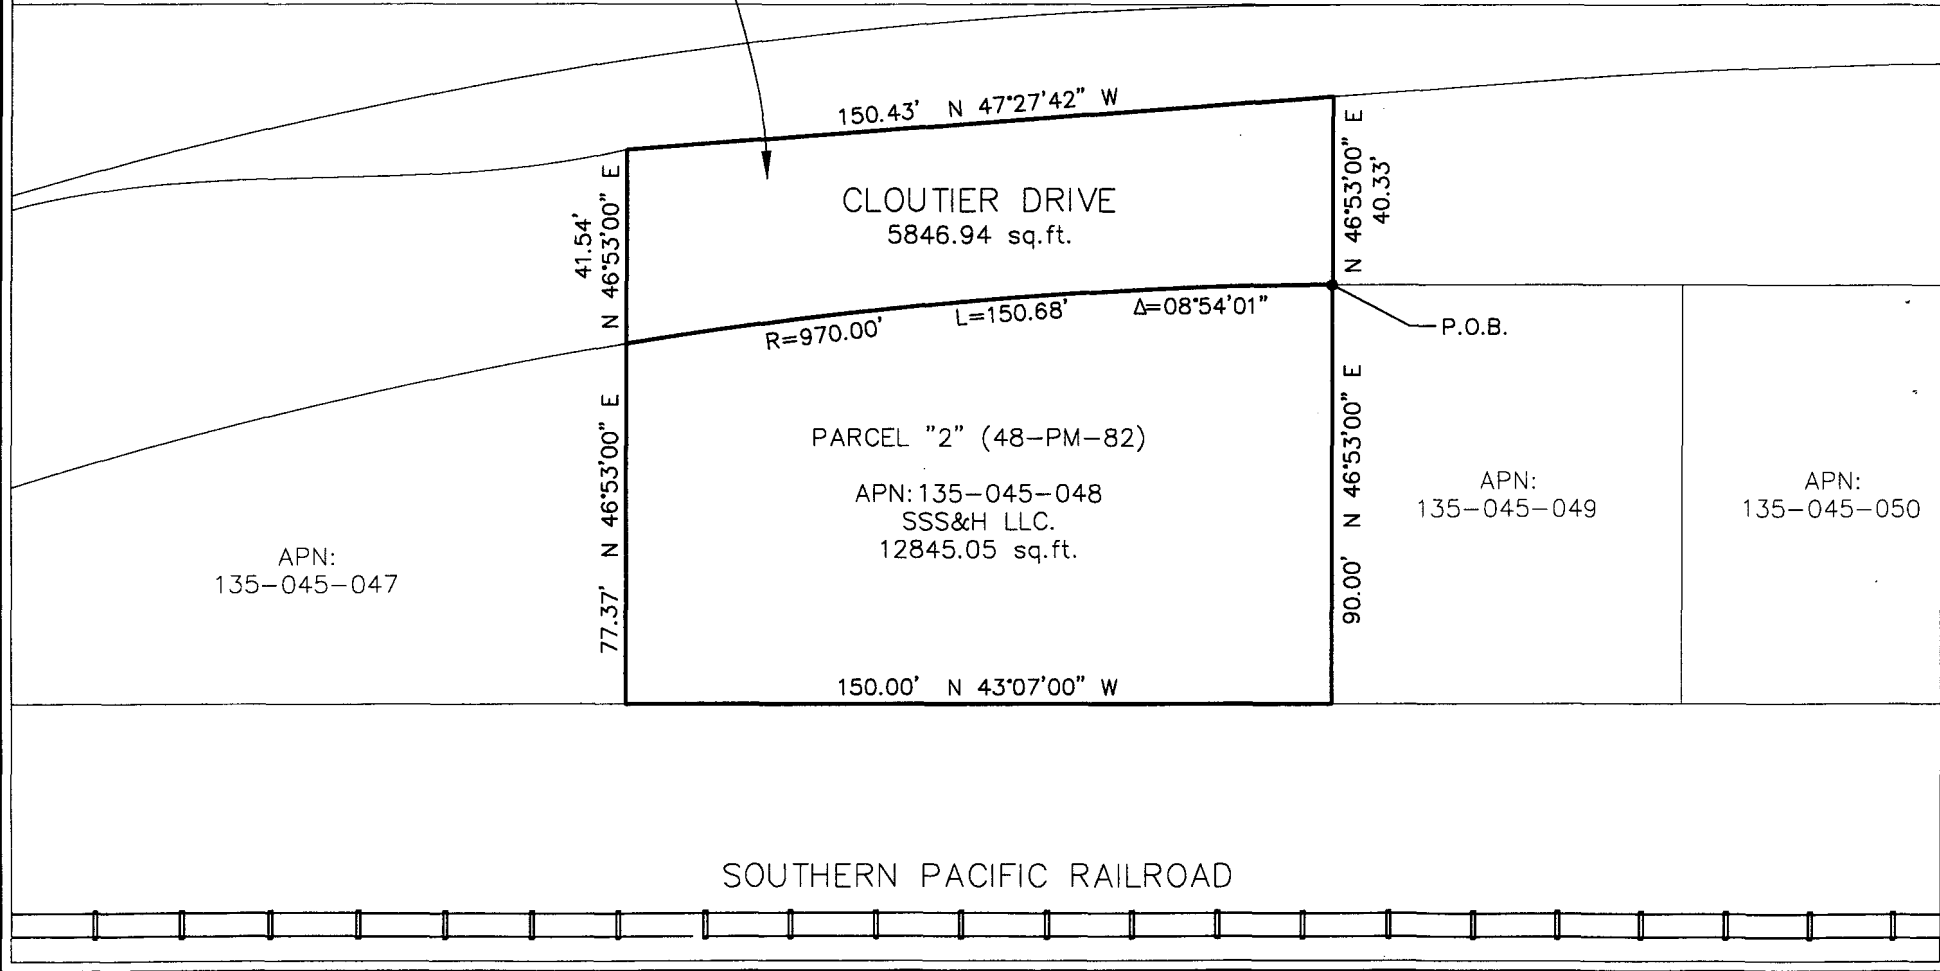 150.43' N 47°27'42" W
CLOUTIER DRIVE
5846.94 sq.ft.
41.54'
N 46°53'00" E
N 46°53'00" E
40.33'
R=970.00' L=150.68' Δ=08°54'01"
P.O.B.
PARCEL "2" (48-PM-82)
APN: 135-045-048
SSS&H LLC.
12845.05 sq.ft.
77.37' N 46°53'00" E
90.00' N 46°53'00" E
APN:
135-045-047
APN:
135-045-049
APN:
135-045-050
150.00' N 43°07'00" W
SOUTHERN PACIFIC RAILROAD